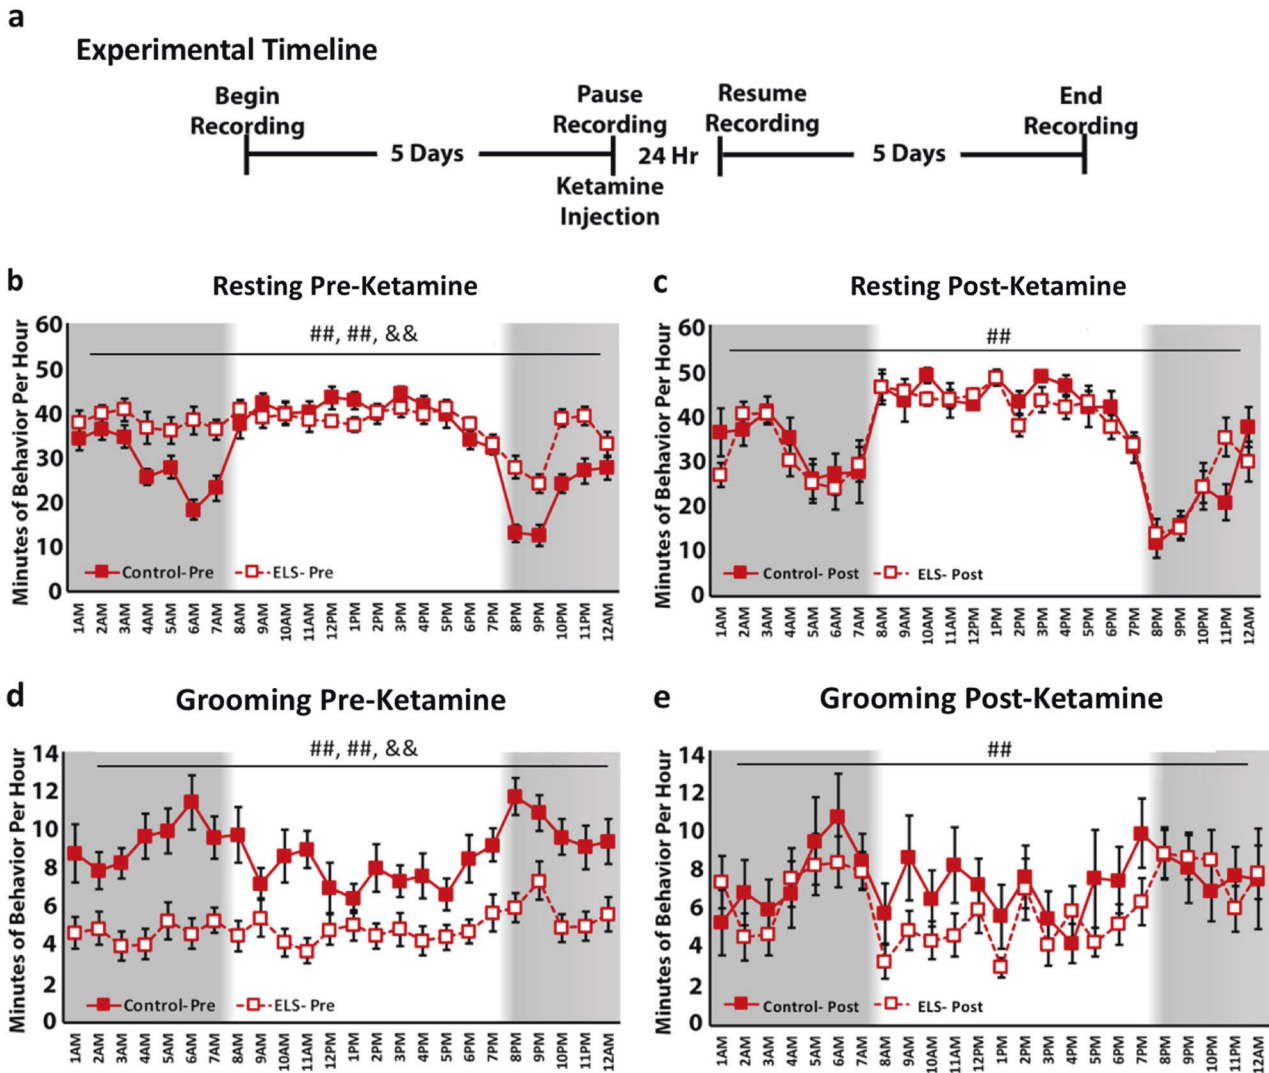 a
Experimental Timeline
Begin
Recording
Pause
Recording
Resume
Recording
End
Recording
5 Days
24 Hr
5 Days
Ketamine
Injection
b
Resting Pre-Ketamine
##, ##, &&
Minutes of Behavior Per Hour
60
50
40
30
20
10
0
Control-Pre
ELS- Pre
1AM 2AM 3AM 4AM 5AM 6AM 7AM 8AM 9AM 10AM 11AM 12PM 1PM 2PM 3PM 4PM 5PM 6PM 7PM 8PM 9PM 10PM 11PM 12AM
c
Resting Post-Ketamine
##
Minutes of Behavior Per Hour
60
50
40
30
20
10
0
Control- Post
ELS- Post
1AM 2AM 3AM 4AM 5AM 6AM 7AM 8AM 9AM 10AM 11AM 12PM 1PM 2PM 3PM 4PM 5PM 6PM 7PM 8PM 9PM 10PM 11PM 12AM
d
Grooming Pre-Ketamine
##, ##, &&
Minutes of Behavior Per Hour
14
12
10
8
6
4
2
0
Control-Pre
ELS- Pre
1AM 2AM 3AM 4AM 5AM 6AM 7AM 8AM 9AM 10AM 11AM 12PM 1PM 2PM 3PM 4PM 5PM 6PM 7PM 8PM 9PM 10PM 11PM 12AM
e
Grooming Post-Ketamine
##
Minutes of Behavior Per Hour
14
12
10
8
6
4
2
0
Control- Post
ELS- Post
1AM 2AM 3AM 4AM 5AM 6AM 7AM 8AM 9AM 10AM 11AM 12PM 1PM 2PM 3PM 4PM 5PM 6PM 7PM 8PM 9PM 10PM 11PM 12AM